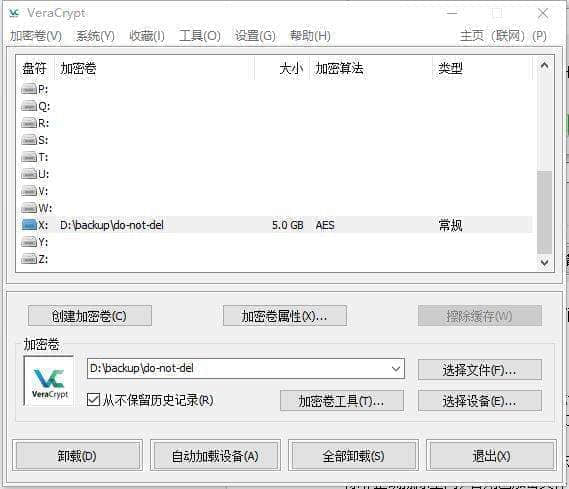 VeraCrypt
加密卷(V) 系统(Y) 收藏(I) 工具(O) 设置(G) 帮助(H) 主页（联网）(P)
盘符 加密卷 大小 加密算法 类型
P:
Q:
R:
S:
T:
U:
V:
W:
X: D:\backup\do-not-del 5.0 GB AES 常规
Y:
Z:
创建加密卷(C) 加密卷属性(X)... 擦除缓存(W)
加密卷
D:\backup\do-not-del 选择文件(F)...
VeraCrypt
从不保留历史记录(R) 加密卷工具(T)... 选择设备(E)...
卸载(D) 自动加载设备(A) 全部卸载(S) 退出(X)